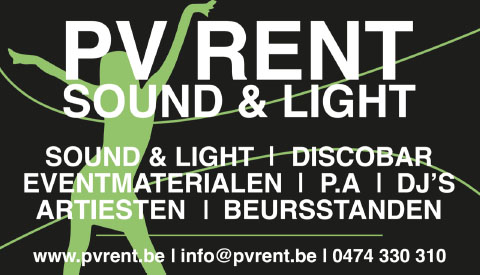 PV RENT
SOUND & LIGHT
SOUND & LIGHT | DISCOBAR
EVENTMATERIALEN | P.A | DJ'S
ARTIESTEN | BEURSSTANDEN
www.pvrent.be | info@pvrent.be | 0474 330 310